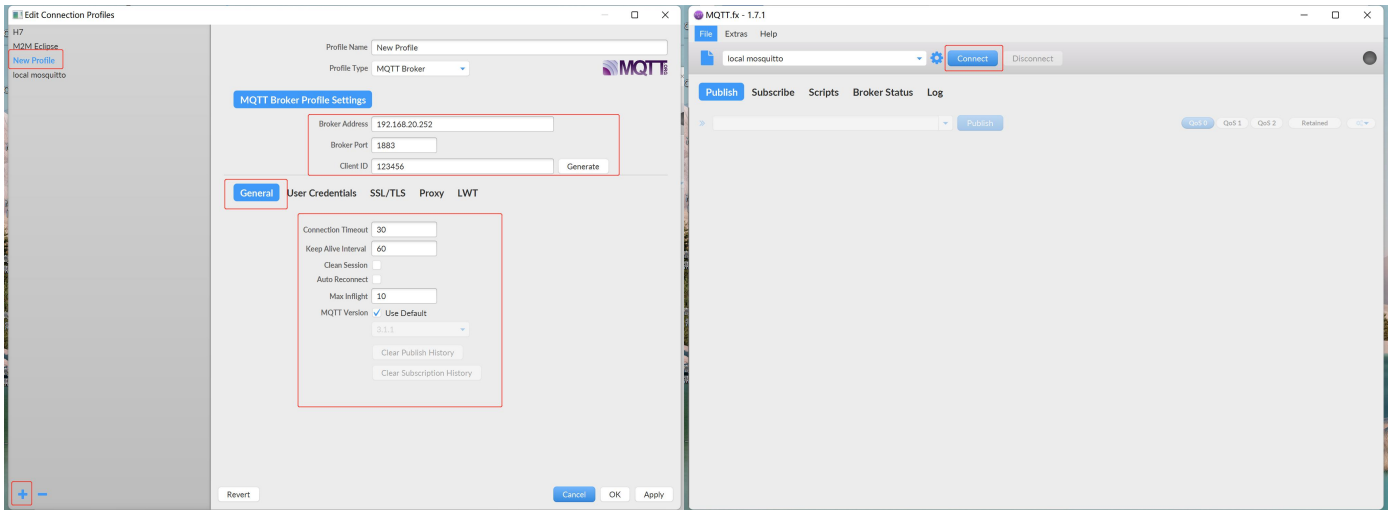 Edit Connection Profiles
H7
M2M Eclipse
New Profile
local mosquitto
Profile Name New Profile
Profile Type MQTT Broker
MQTT
MQTT Broker Profile Settings
Broker Address 192.168.20.252
Broker Port 1883
Client ID 123456 Generate
General User Credentials SSL/TLS Proxy LWT
Connection Timeout 30
Keep Alive Interval 60
Clean Session
Auto Reconnect
Max Inflight 10
MQTT Version Use Default
3.1.1
Clear Publish History
Clear Subscription History
Revert Cancel OK Apply
MQTT.fx - 1.7.1
File Extras Help
local mosquitto Connect Disconnect
Publish Subscribe Scripts Broker Status Log
Publish QoS 0 QoS 1 QoS 2 Retained